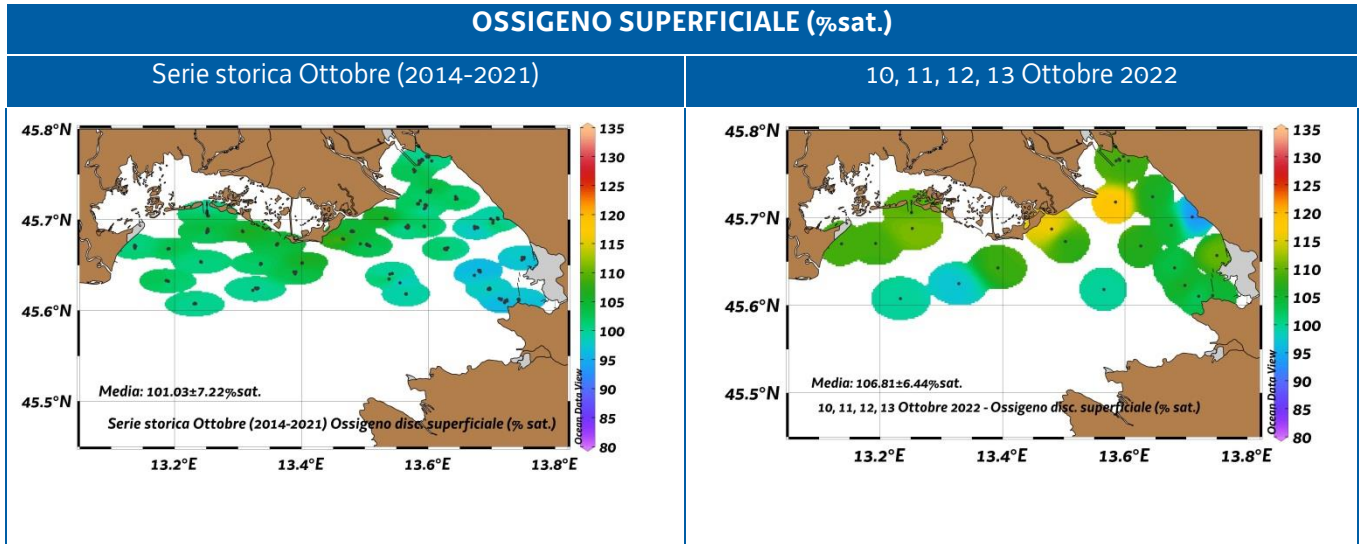 OSSIGENO SUPERFICIALE (%sat.)
Serie storica Ottobre (2014-2021)
10, 11, 12, 13 Ottobre 2022
45.8°N
45.7°N
45.6°N
45.5°N
13.2°E
13.4°E
13.6°E
13.8°E
Media: 101.03±7.22%sat.
Serie storica Ottobre (2014-2021) Ossigeno disc. superficiale (% sat.)
Ocean Data View
135
130
125
120
115
110
105
100
95
90
85
80
45.8°N
45.7°N
45.6°N
45.5°N
13.2°E
13.4°E
13.6°E
13.8°E
Media: 106.81±6.44%sat.
10, 11, 12, 13 Ottobre 2022 - Ossigeno disc. superficiale (% sat.)
Ocean Data View
135
130
125
120
115
110
105
100
95
90
85
80